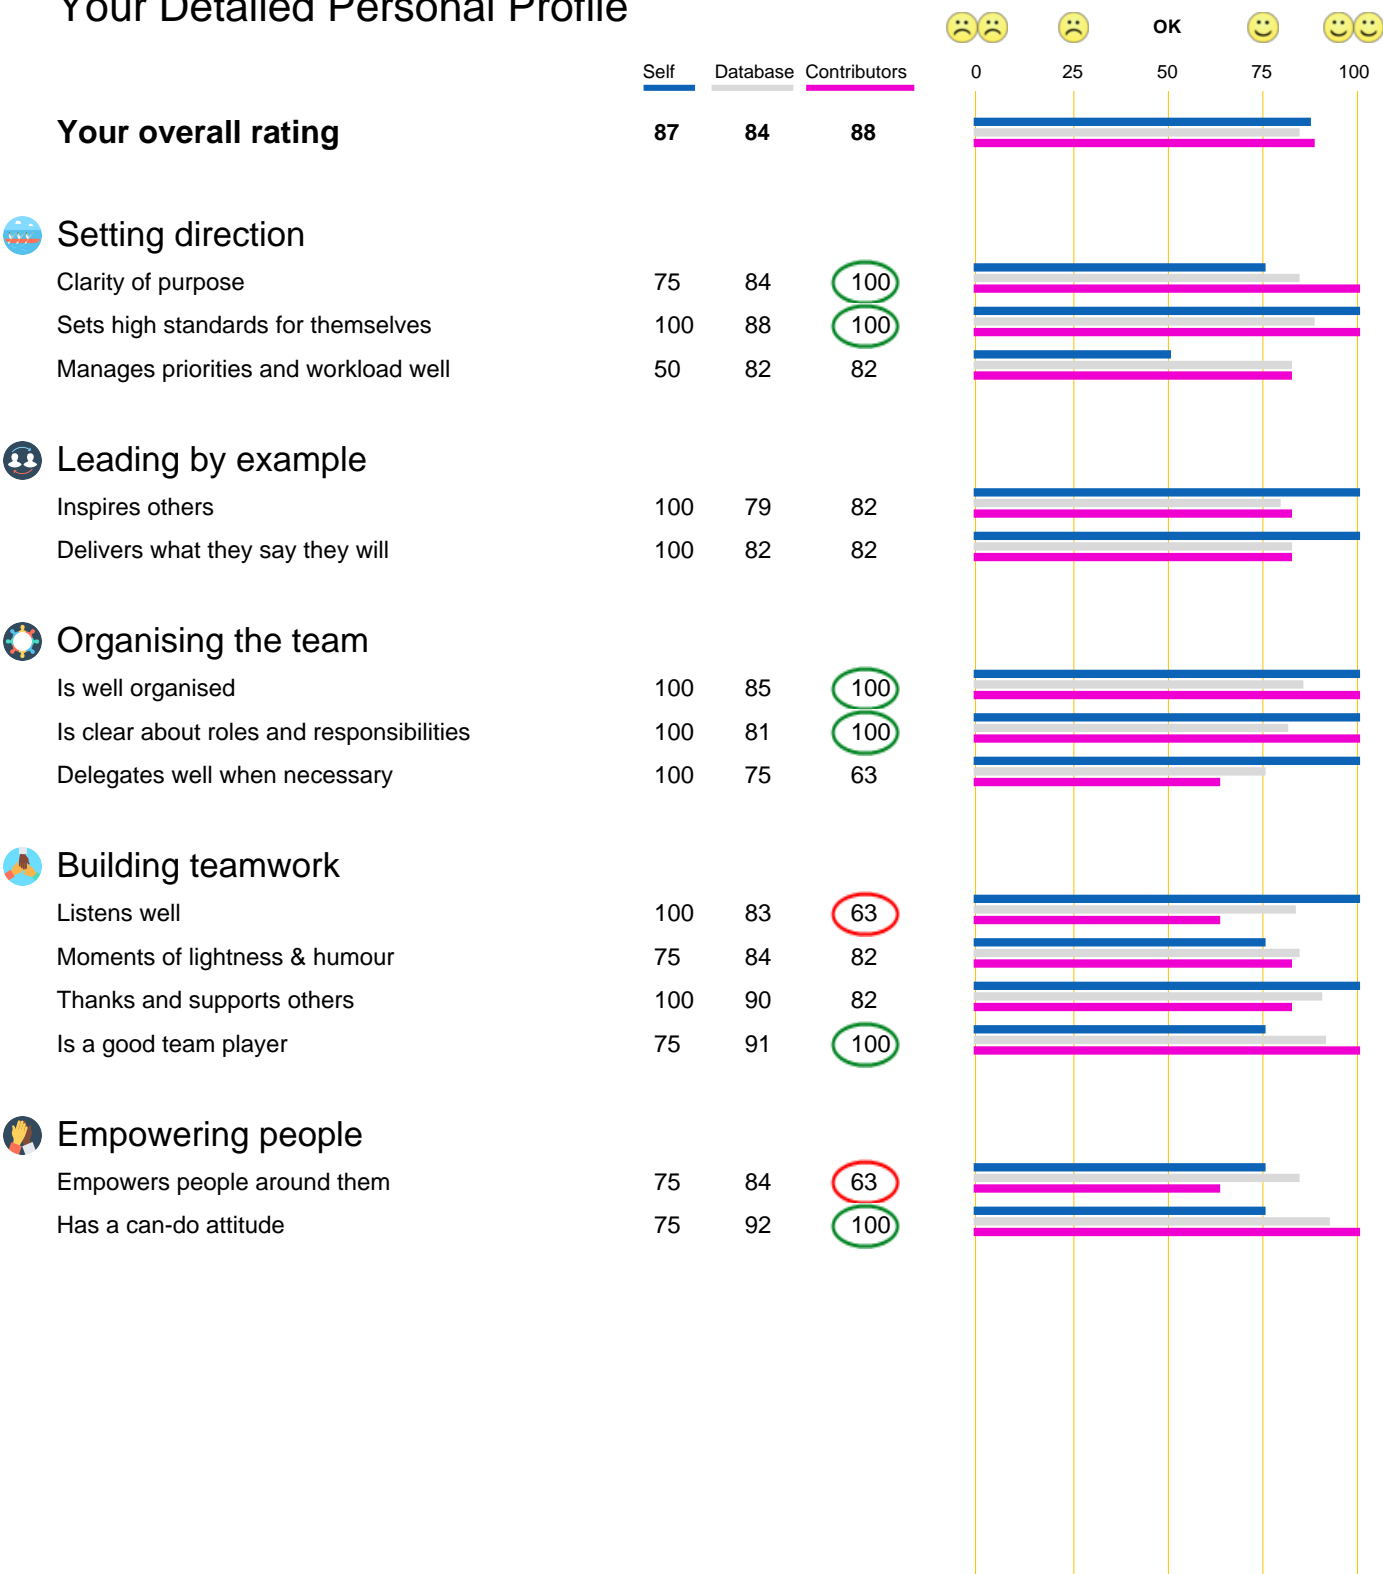 Your Detailed Personal Profile
OK
Self Database Contributors 0 25 50 75 100
Your overall rating 87 84 88
Setting direction
Clarity of purpose 75 84 100
Sets high standards for themselves 100 88 100
Manages priorities and workload well 50 82 82
Leading by example
Inspires others 100 79 82
Delivers what they say they will 100 82 82
Organising the team
Is well organised 100 85 100
Is clear about roles and responsibilities 100 81 100
Delegates well when necessary 100 75 63
Building teamwork
Listens well 100 83 63
Moments of lightness & humour 75 84 82
Thanks and supports others 100 90 82
Is a good team player 75 91 100
Empowering people
Empowers people around them 75 84 63
Has a can-do attitude 75 92 100